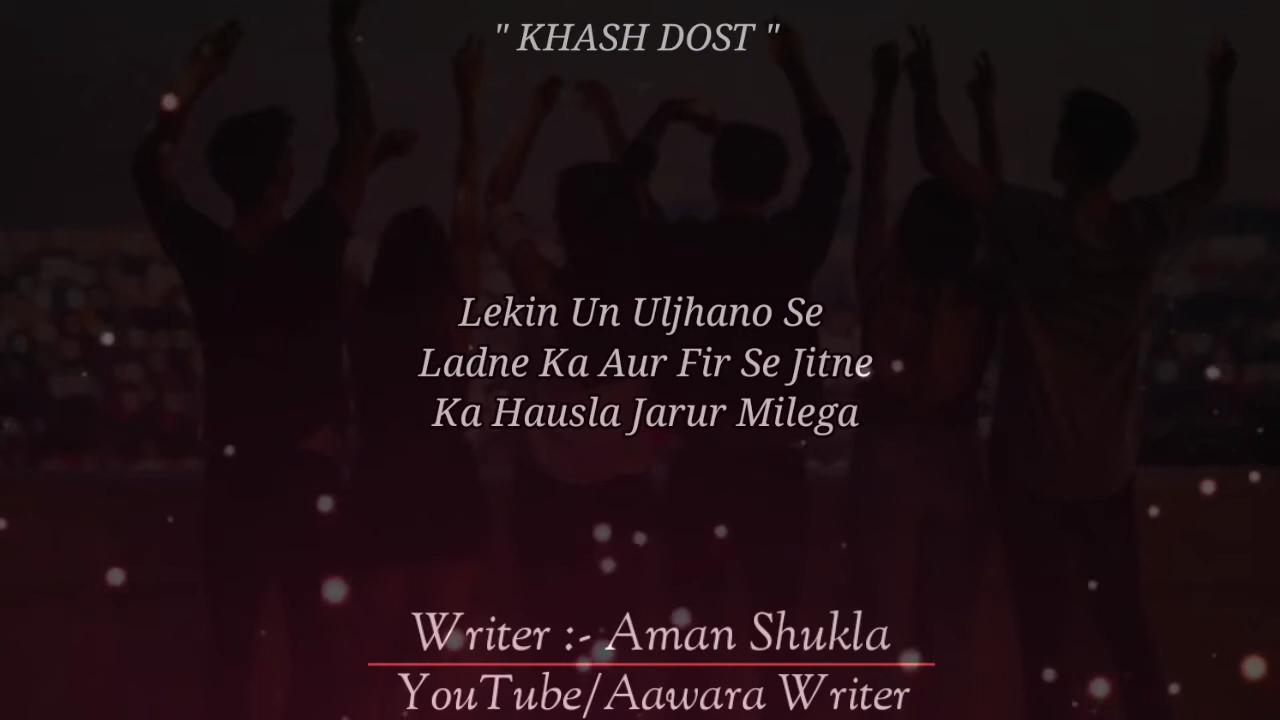 " KHASH DOST "
Lekin Un Uljhano Se
Ladne Ka Aur Fir Se Jitne
Ka Hausla Jarur Milega
Writer :- Aman Shukla
YouTube/Aawara Writer